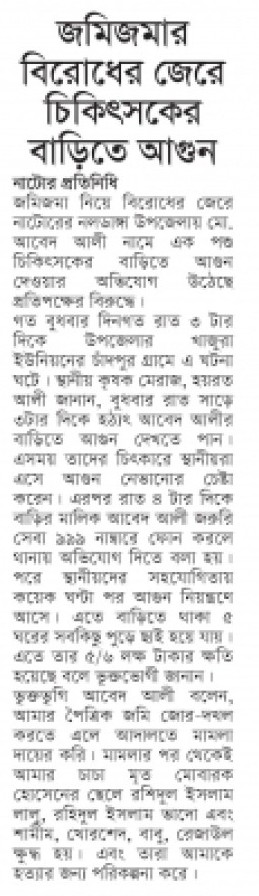 জমিজমার
বিরোধের জেরে
চিকিৎসকের
বাড়িতে আগুন
নাটোর প্রতিনিধি
জমিজমা নিয়ে বিরোধের জেরে
নাটোরের নলডাঙ্গা উপজেলায় মো.
আবেদ আলী নামে এক পশু
চিকিৎসকের বাড়িতে আগুন
দেওয়ার অভিযোগ উঠেছে
প্রতিপক্ষের বিরুদ্ধে।
গত বুধবার দিনগত রাত ৩ টার
দিকে উপজেলার খাজুরা
ইউনিয়নের চাঁদপুর গ্রামে এ ঘটনা
ঘটে। স্থানীয় কৃষক মেরাজ, হযরত
আলী জানান, বুধবার রাত সাড়ে
৩টার দিকে হঠাৎ আবেদ আলীর
বাড়িতে আগুন দেখতে পান।
এসময় তাদের চিৎকারে স্থানীয়রা
এসে আগুন নেভানোর চেষ্টা
করেন। এরপর রাত ৪ টার দিকে
বাড়ির মালিক আবেদ আলী জরুরি
সেবা ৯৯৯ নাম্বারে ফোন করলে
থানায় অভিযোগ দিতে বলা হয়।
পরে স্থানীয়দের সহযোগিতায়
কয়েক ঘন্টা পর আগুন নিয়ন্ত্রণে
আসে। এতে বাড়িতে থাকা ৫
ঘরের সবকিছু পুড়ে ছাই হয়ে যায়।
এতে তার ৫/৬ লক্ষ টাকার ক্ষতি
হয়েছে বলে ভুক্তভোগী জানান।
ভুক্তভুগি আবেদ আলী বলেন,
আমার পৈত্রিক জমি জোর-দখল
করতে এলে আদালতে মামলা
দায়ের করি। মামলার পর থেকেই
আমার চাচা মৃত মোবারক
হোসেনের ছেলে রশিদুল ইসলাম
লালু, রহিদুল ইসলাম ভাদো এবং
শামীম, খোরশেদ, বাবু, রেজাউল
ক্ষুব্ধ হয়। এবং তারা আমাকে
হত্যার জন্য পরিকল্পনা করে।